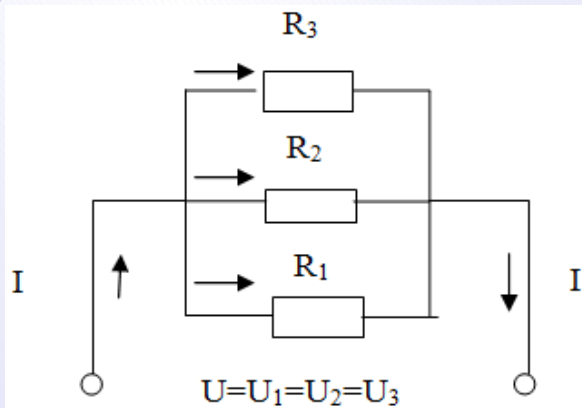 R₃
R₂
R₁
I
I
U=U₁=U₂=U₃